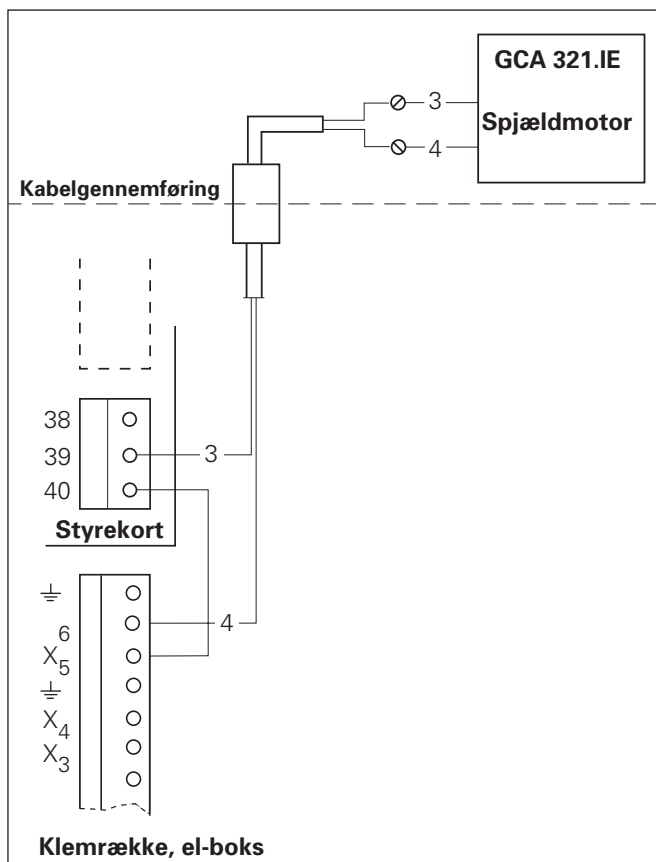 GCA 321.IE
3
Spjældmotor
4
Kabelgennemføring
38
39
3
40
Styrekort
6
4
X5
X4
X3
Klemrække, el-boks